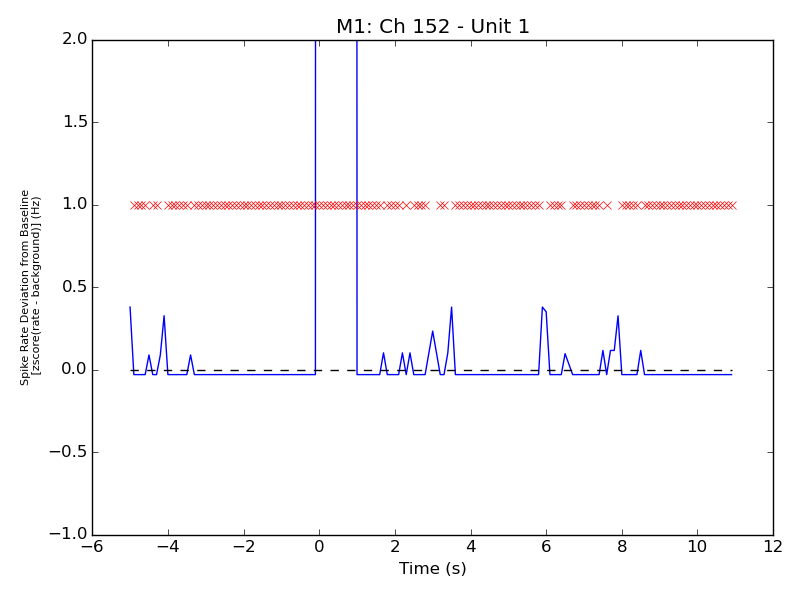 M1: Ch 152 - Unit 1
2.0
1.5
1.0
0.5
0.0
−0.5
−1.0
Spike Rate Deviation from Baseline
[zscore(rate - background)] (Hz)
−6 −4 −2 0 2 4 6 8 10 12
Time (s)